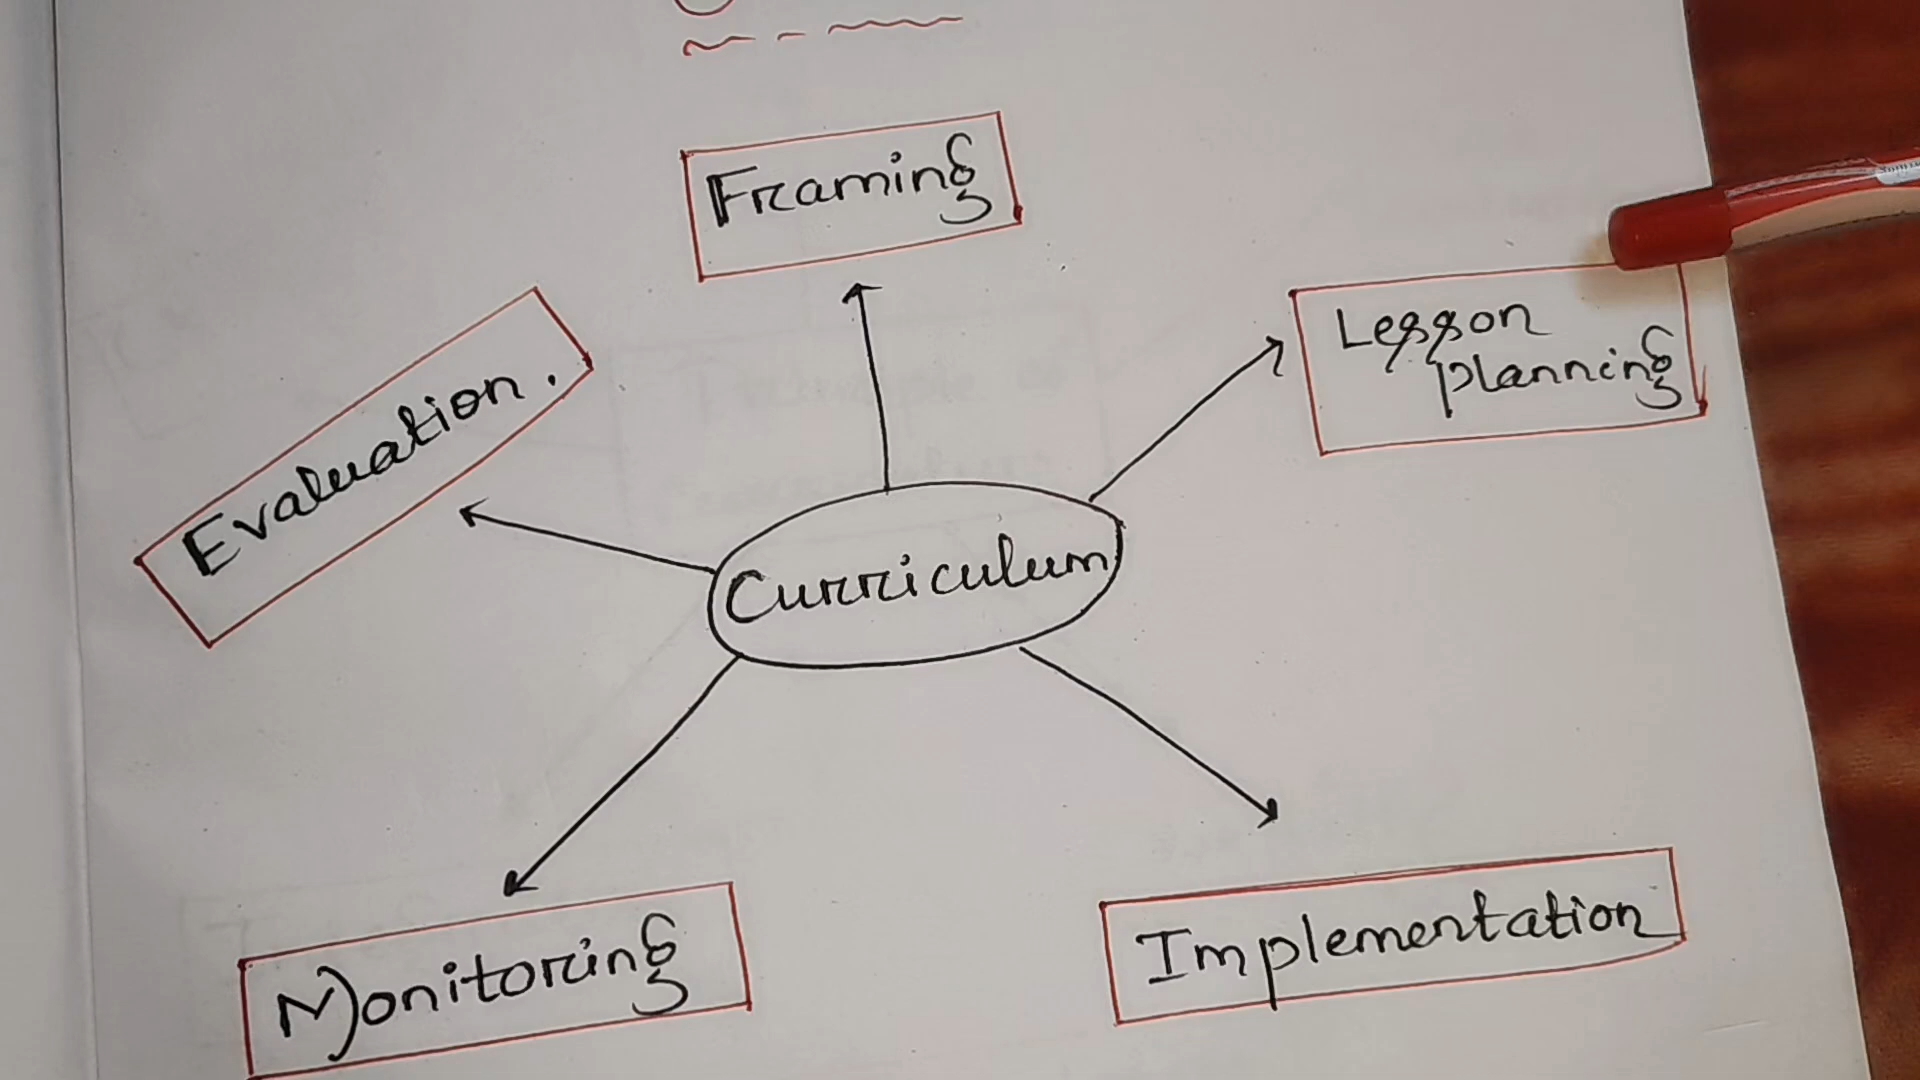 Framing
Lesson
planning
Evaluation.
Curriculum
Monitoring
Implementation